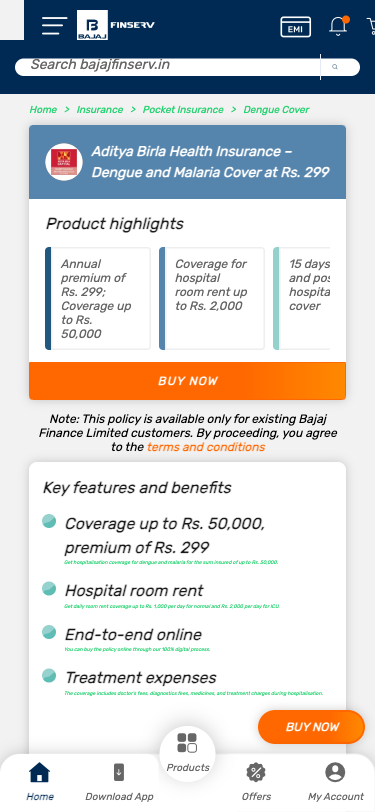 BAJAJ
FINSERV
EMI
Search bajajfinserv.in
Home > Insurance > Pocket Insurance > Dengue Cover
Aditya Birla Health Insurance –
Dengue and Malaria Cover at Rs. 299
Product highlights
Annual
premium of
Rs. 299;
Coverage up
to Rs.
50,000
Coverage for
hospital
room rent up
to Rs. 2,000
15 days
and pos
hospita
cover
BUY NOW
Note: This policy is available only for existing Bajaj
Finance Limited customers. By proceeding, you agree
to the terms and conditions
Key features and benefits
Coverage up to Rs. 50,000,
premium of Rs. 299
Get hospitalisation coverage for dengue and malaria for the sum insured of up to Rs. 50,000.
Hospital room rent
Get daily room rent coverage up to Rs. 1,000 per day for normal and Rs. 2,000 per day for ICU.
End-to-end online
You can buy the policy online through our 100% digital process.
Treatment expenses
The coverage includes doctor's fees, diagnostics fees, medicines, and treatment charges during hospitalisation.
BUY NOW
Home
Download App
Products
Offers
My Account